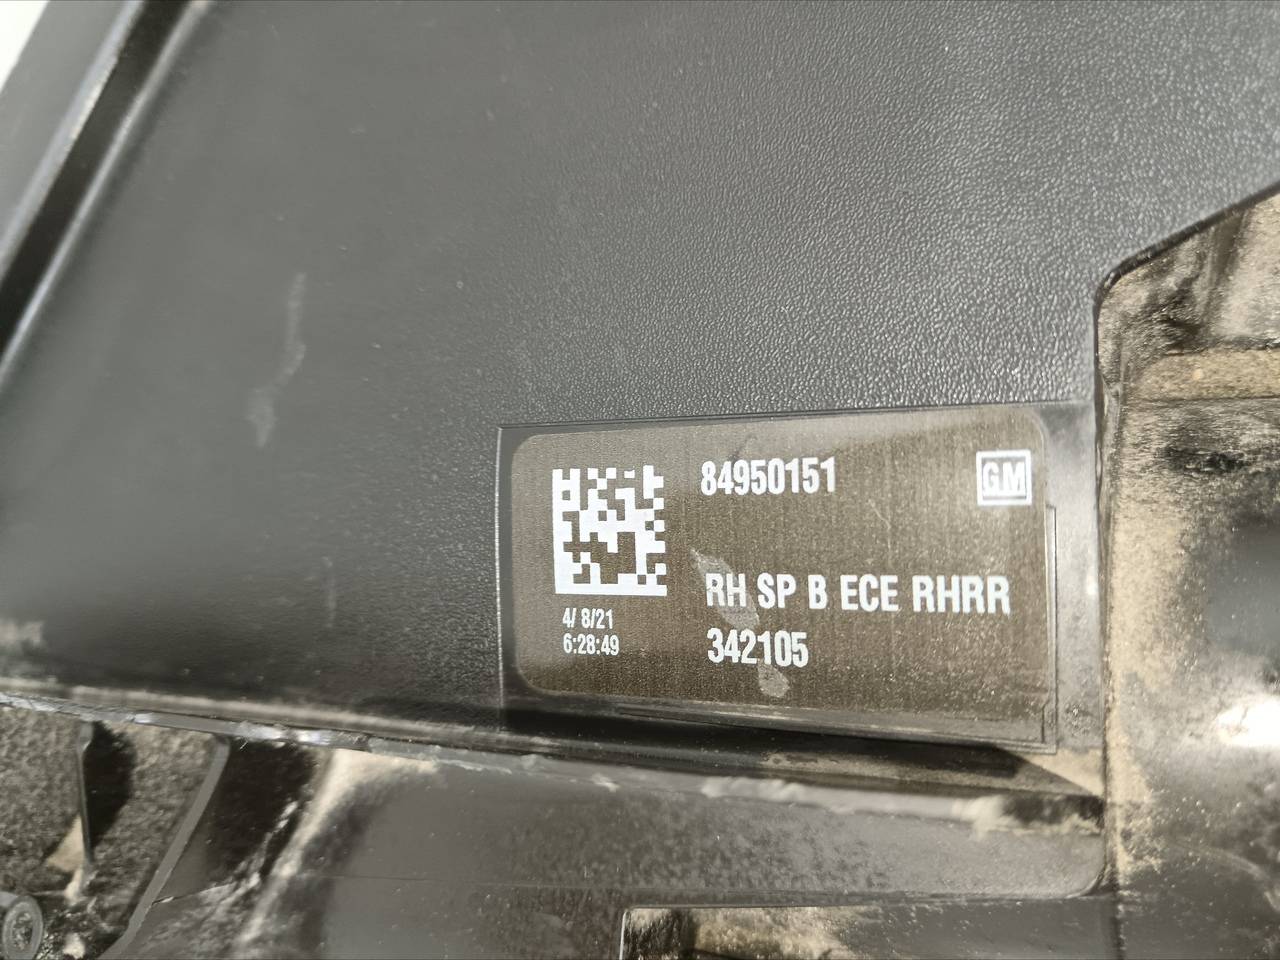 84950151
GM
RH SP B ECE RHRR
342105
4/ 8/21
6:28:49